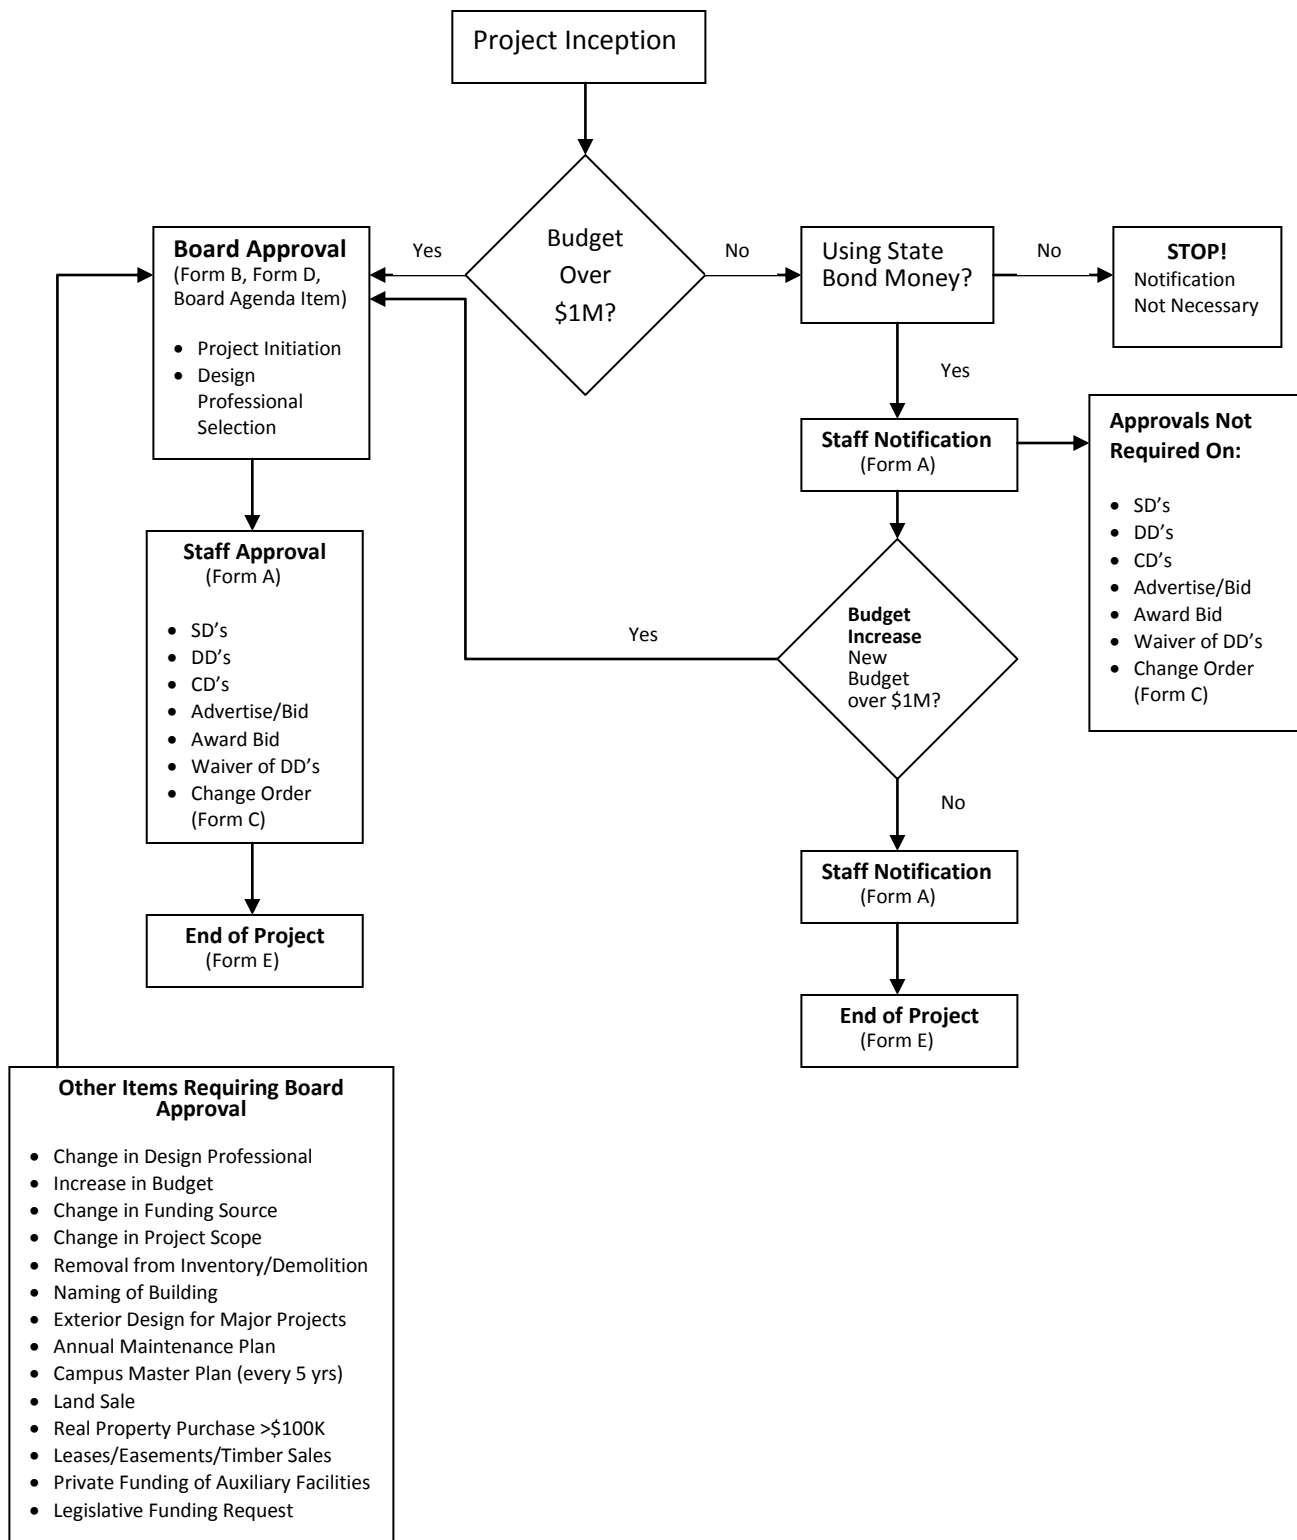 Project Inception
Budget
Over
$1M?
Yes
No
Board Approval
(Form B, Form D,
Board Agenda Item)
• Project Initiation
• Design
Professional
Selection
Using State
Bond Money?
No
STOP!
Notification
Not Necessary
Yes
Staff Notification
(Form A)
Approvals Not
Required On:
• SD's
• DD's
• CD's
• Advertise/Bid
• Award Bid
• Waiver of DD's
• Change Order
(Form C)
Staff Approval
(Form A)
• SD's
• DD's
• CD's
• Advertise/Bid
• Award Bid
• Waiver of DD's
• Change Order
(Form C)
Budget
Increase
New
Budget
over $1M?
Yes
No
Staff Notification
(Form A)
End of Project
(Form E)
End of Project
(Form E)
Other Items Requiring Board
Approval
• Change in Design Professional
• Increase in Budget
• Change in Funding Source
• Change in Project Scope
• Removal from Inventory/Demolition
• Naming of Building
• Exterior Design for Major Projects
• Annual Maintenance Plan
• Campus Master Plan (every 5 yrs)
• Land Sale
• Real Property Purchase >$100K
• Leases/Easements/Timber Sales
• Private Funding of Auxiliary Facilities
• Legislative Funding Request